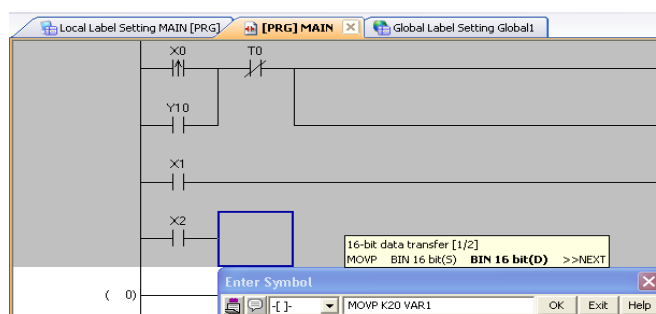 Local Label Setting MAIN [PRG] [PRG] MAIN Global Label Setting Global1
X0 T0
Y10
X1
X2
16-bit data transfer [1/2]
MOVP BIN 16 bit(S) BIN 16 bit(D) >>NEXT
Enter Symbol
( 0)
-[ ]- MOVP K20 VAR1 OK Exit Help